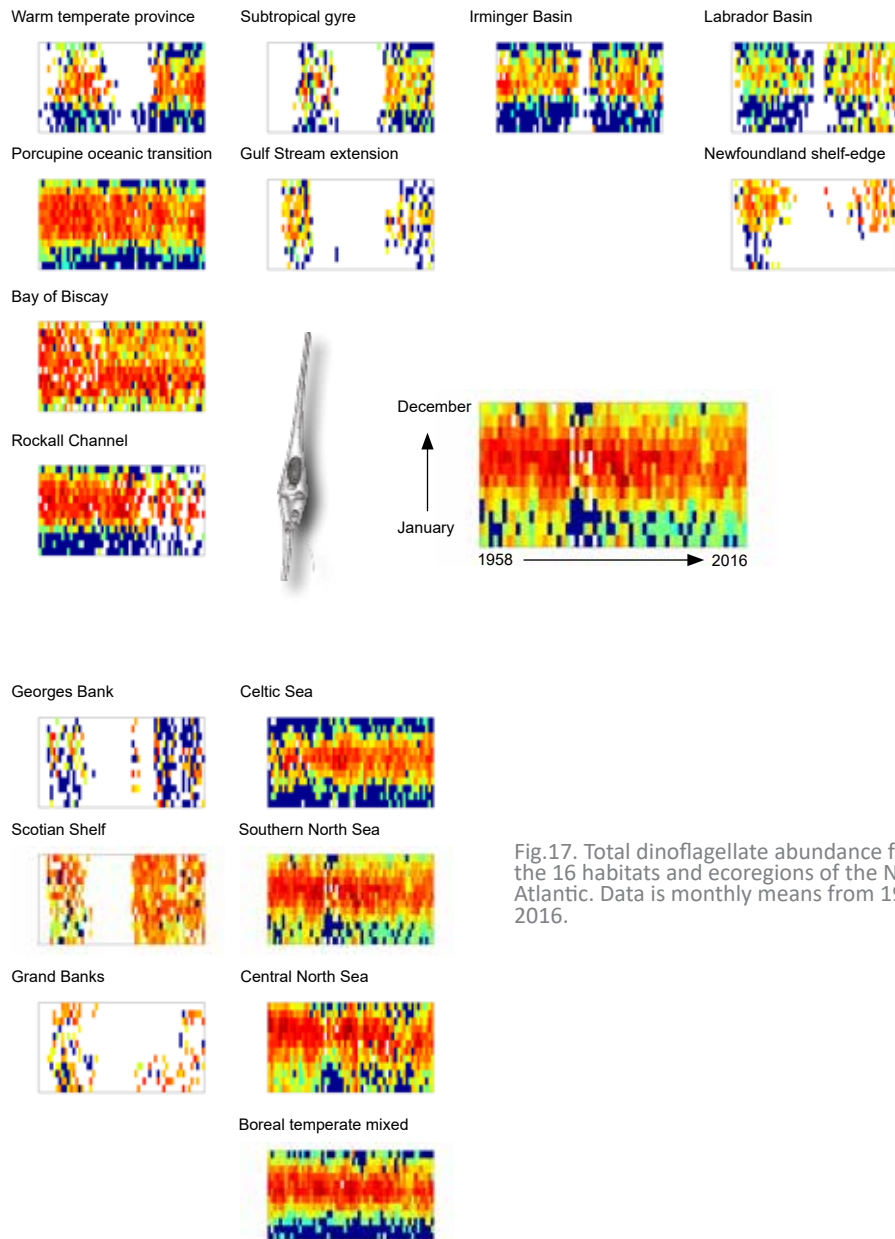 Warm temperate province
Subtropical gyre
Irminger Basin
Labrador Basin
Porcupine oceanic transition
Gulf Stream extension
Newfoundland shelf-edge
Bay of Biscay
Rockall Channel
December
January
1958
2016
Georges Bank
Celtic Sea
Scotian Shelf
Southern North Sea
Grand Banks
Central North Sea
Boreal temperate mixed
Fig.17. Total dinoflagellate abundance
the 16 habitats and ecoregions of the
Atlantic. Data is monthly means from
2016.